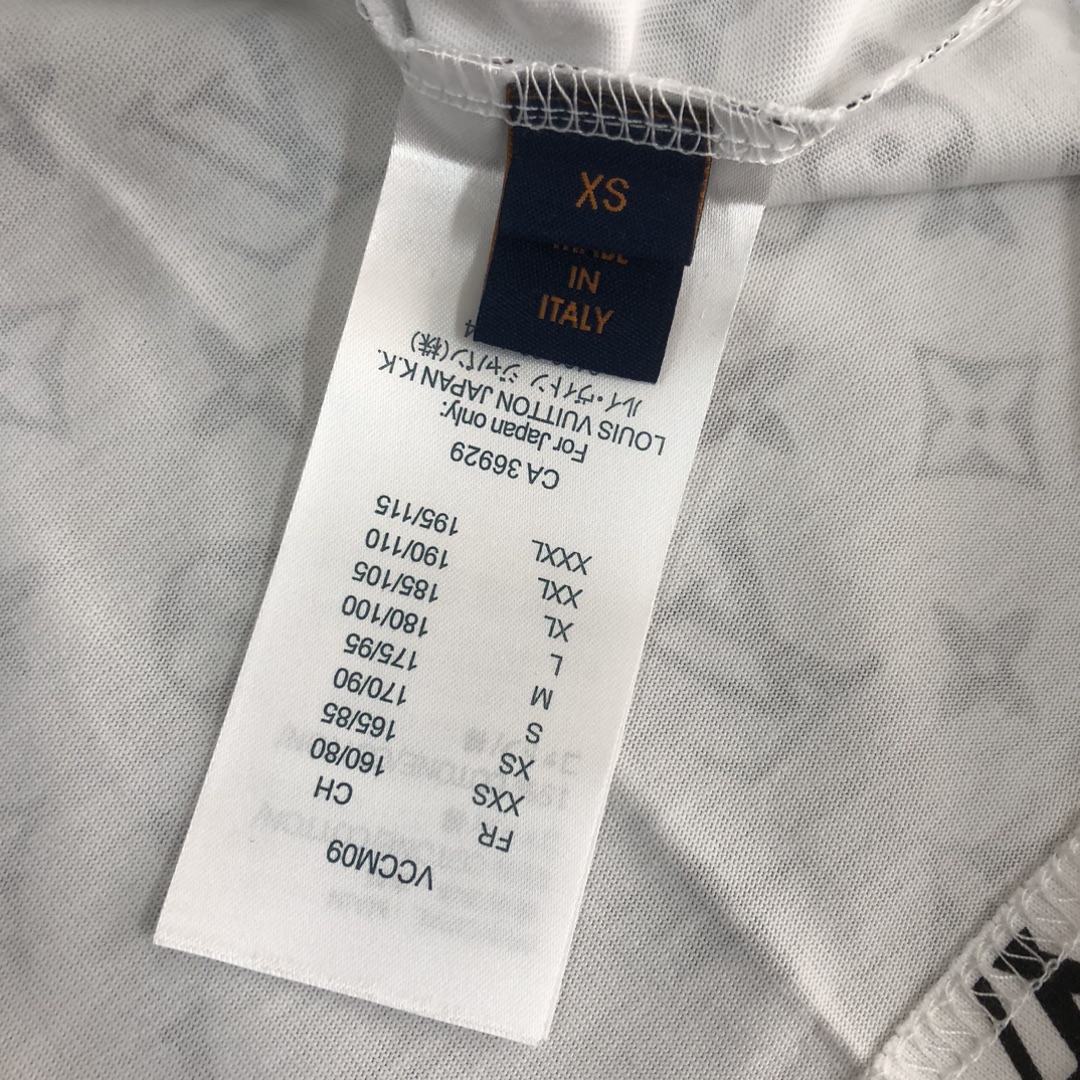 XS
MADE
IN
ITALY
VCCM09
FR CH
XXS 160/80
XS 165/85
S 170/90
M 175/95
L 180/100
XL 185/105
XXL 190/110
XXXL 195/115
CA 36929
For Japan only:
LOUIS VUITTON JAPAN K.K.
ルイ・ヴィトン ジャパン(株)